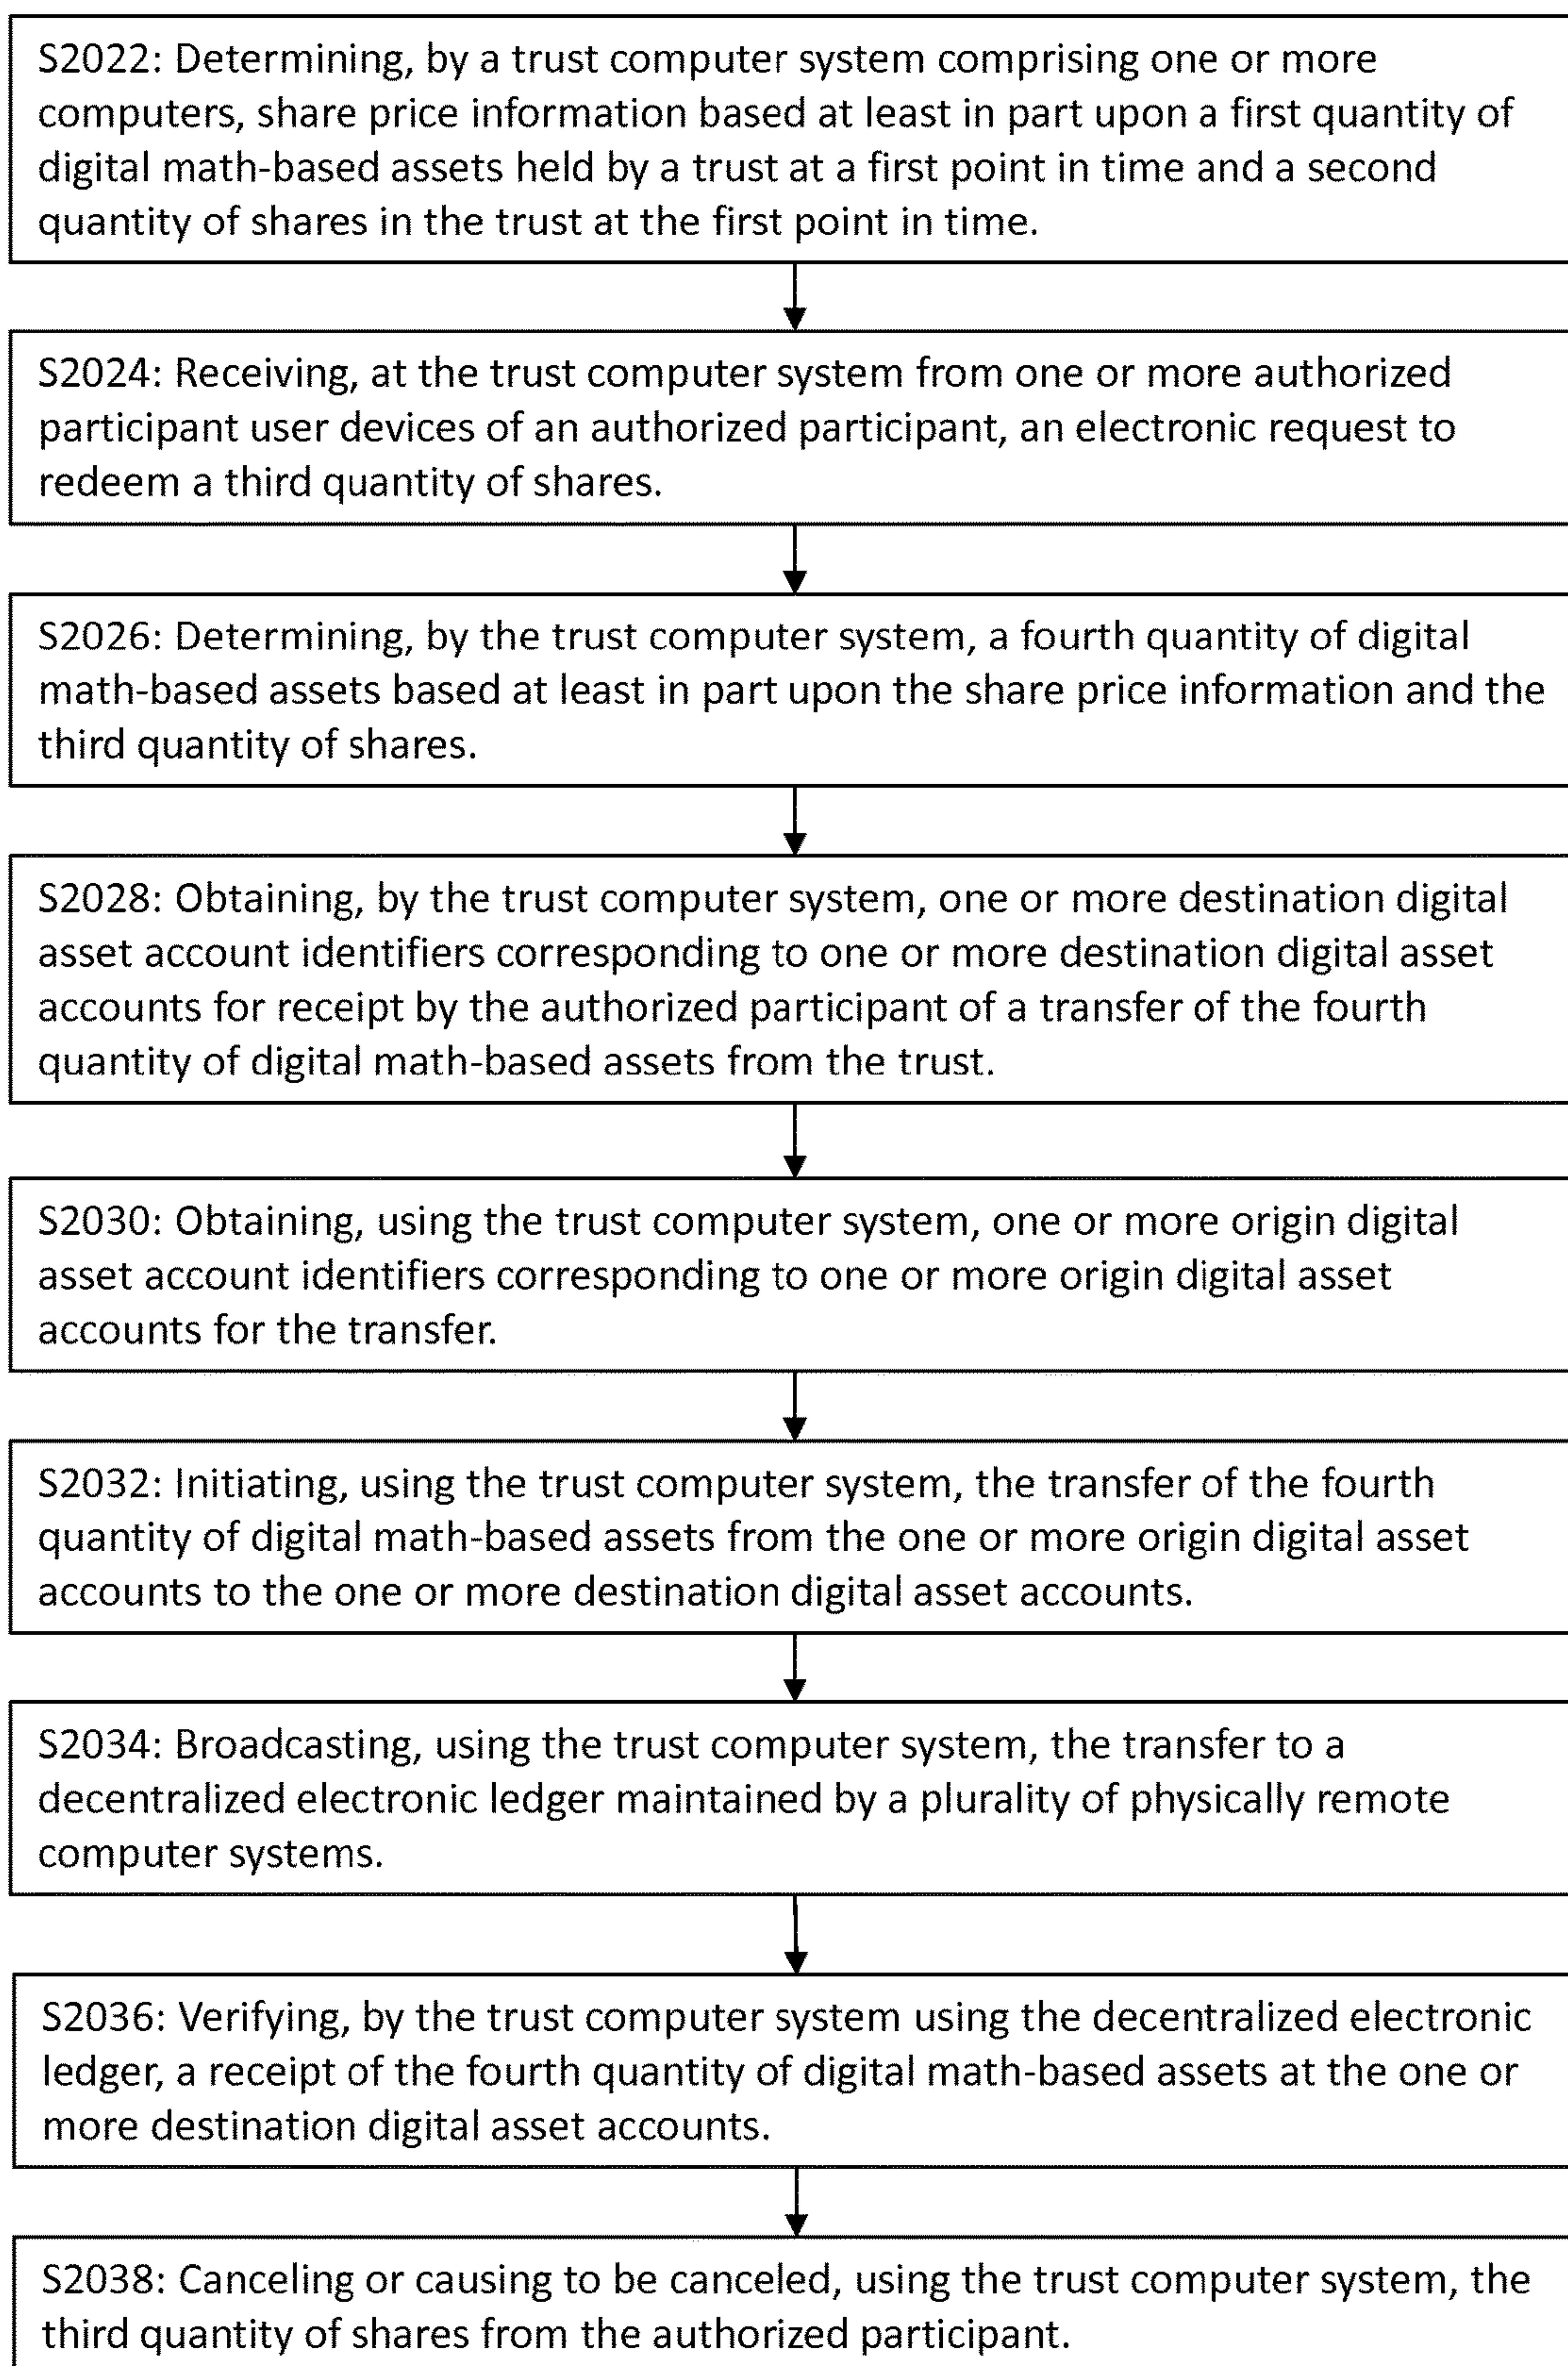 S2022: Determining, by a trust computer system comprising one or more
computers, share price information based at least in part upon a first quantity of
digital math-based assets held by a trust at a first point in time and a second
quantity of shares in the trust at the first point in time.
S2024: Receiving, at the trust computer system from one or more authorized
participant user devices of an authorized participant, an electronic request to
redeem a third quantity of shares.
S2026: Determining, by the trust computer system, a fourth quantity of digital
math-based assets based at least in part upon the share price information and the
third quantity of shares.
S2028: Obtaining, by the trust computer system, one or more destination digital
asset account identifiers corresponding to one or more destination digital asset
accounts for receipt by the authorized participant of a transfer of the fourth
quantity of digital math-based assets from the trust.
S2030: Obtaining, using the trust computer system, one or more origin digital
asset account identifiers corresponding to one or more origin digital asset
accounts for the transfer.
S2032: Initiating, using the trust computer system, the transfer of the fourth
quantity of digital math-based assets from the one or more origin digital asset
accounts to the one or more destination digital asset accounts.
S2034: Broadcasting, using the trust computer system, the transfer to a
decentralized electronic ledger maintained by a plurality of physically remote
computer systems.
S2036: Verifying, by the trust computer system using the decentralized electronic
ledger, a receipt of the fourth quantity of digital math-based assets at the one or
more destination digital asset accounts.
S2038: Canceling or causing to be canceled, using the trust computer system, the
third quantity of shares from the authorized participant.